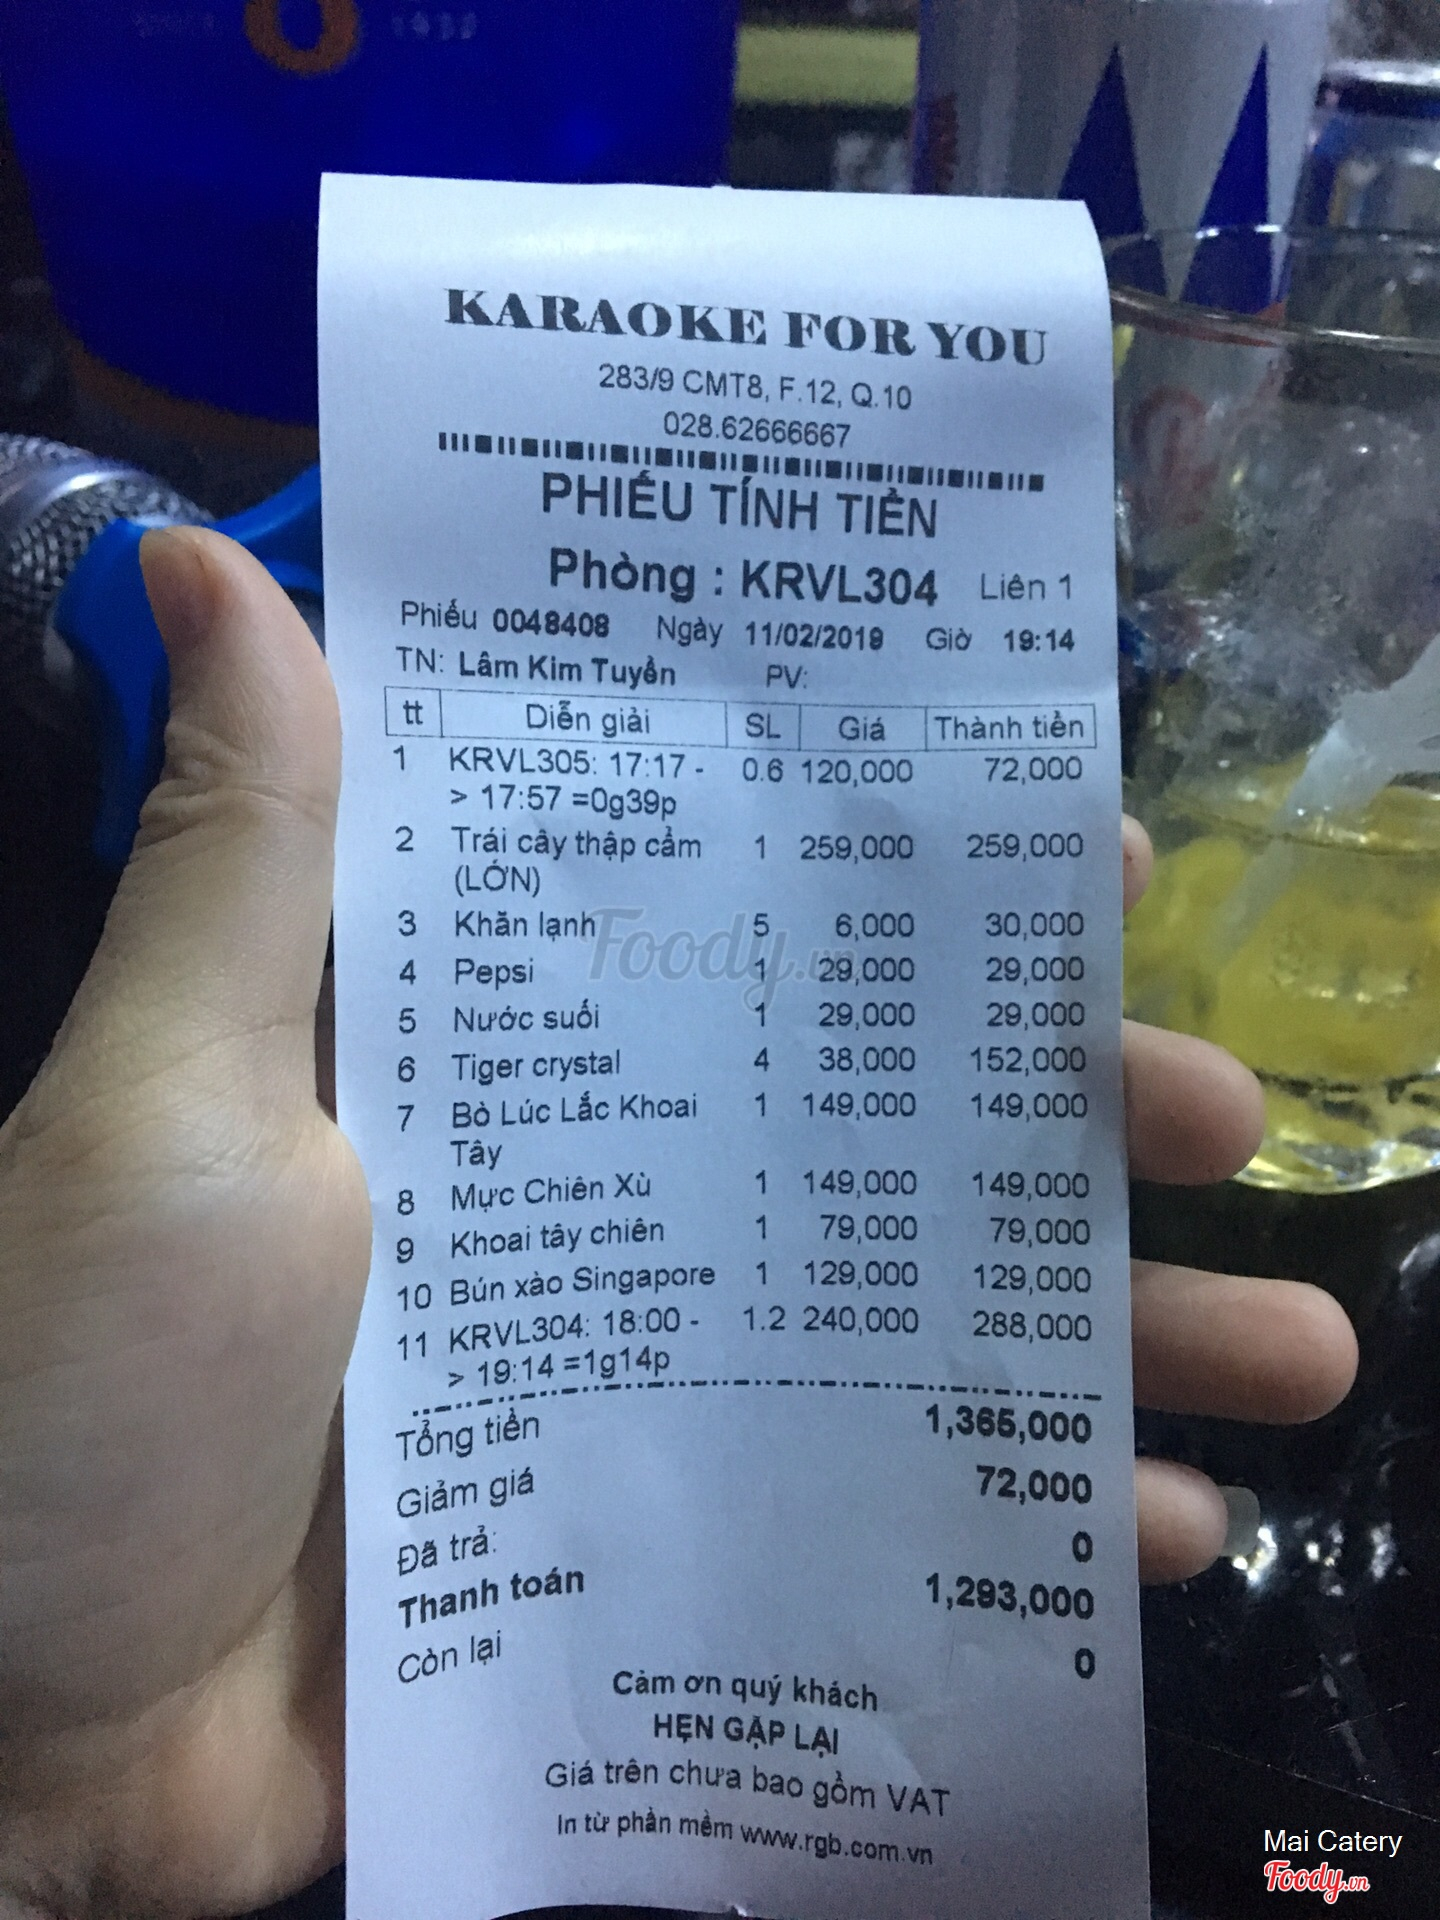 KARAOKE FOR YOU
283/9 CMT8, F.12, Q.10
028.62666667
PHIẾU TÍNH TIỀN
Phòng : KRVL304 Liên 1
Phiếu 0048408 Ngày 11/02/2019 Giờ 19:14
TN: Lâm Kim Tuyền PV:
tt Diễn giải SL Giá Thành tiền
1 KRVL305: 17:17 - 0.6 120,000 72,000
> 17:57 =0g39p
2 Trái cây thập cẩm 1 259,000 259,000
(LỚN)
3 Khăn lạnh 5 6,000 30,000
4 Pepsi 1 29,000 29,000
5 Nước suối 1 29,000 29,000
6 Tiger crystal 4 38,000 152,000
7 Bò Lúc Lắc Khoai 1 149,000 149,000
Tây
8 Mực Chiên Xù 1 149,000 149,000
9 Khoai tây chiên 1 79,000 79,000
10 Bún xào Singapore 1 129,000 129,000
11 KRVL304: 18:00 - 1.2 240,000 288,000
> 19:14 =1g14p
Tổng tiền 1,365,000
Giảm giá 72,000
Đã trả: 0
Thanh toán 1,293,000
Còn lại 0
Cảm ơn quý khách
HẸN GẶP LẠI
Giá trên chưa bao gồm VAT
In từ phần mềm www.rgb.com.vn
Foody.vn
Mai Catery
Foody.vn